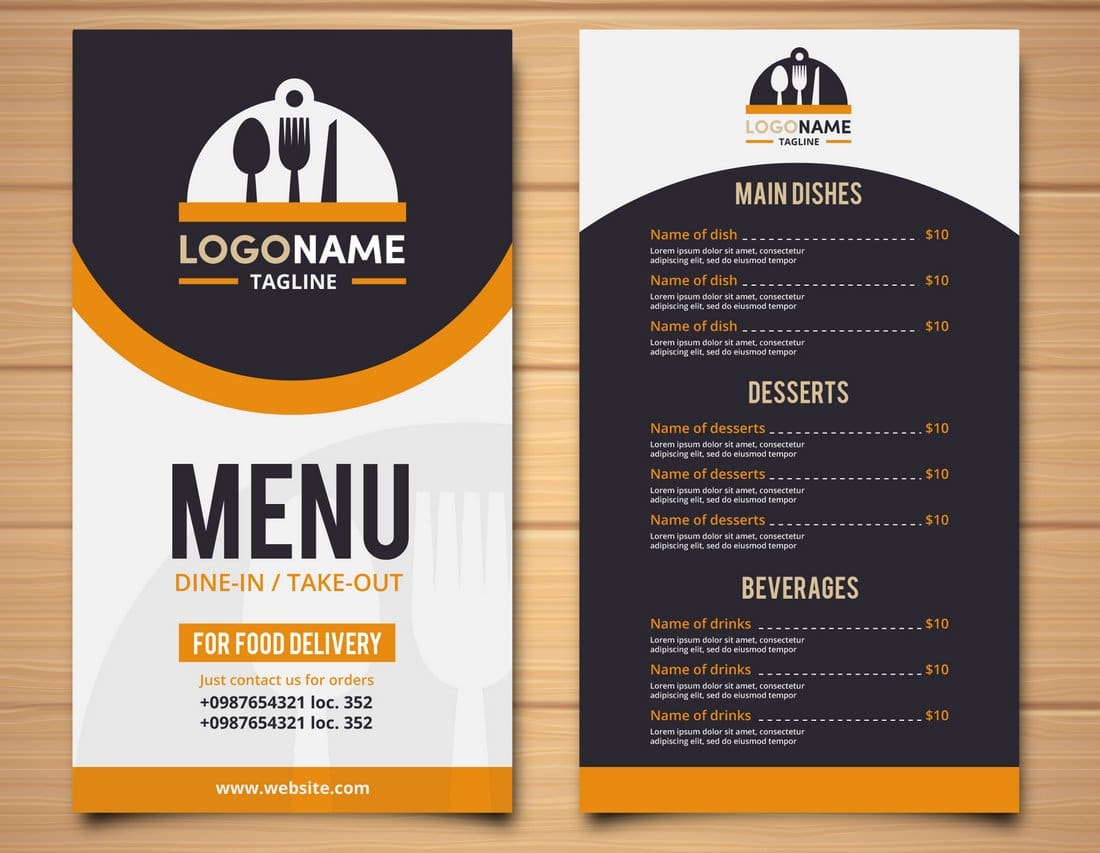 LOGONAME
TAGLINE
MENU
DINE-IN / TAKE-OUT
FOR FOOD DELIVERY
Just contact us for orders
+0987654321 loc. 352
+0987654321 loc. 352
www.website.com
LOGONAME
TAGLINE
MAIN DISHES
Name of dish $10
Lorem ipsum dolor sit amet, consectetur
adipiscing elit, sed do eiusmod tempor
Name of dish $10
Lorem ipsum dolor sit amet, consectetur
adipiscing elit, sed do eiusmod tempor
Name of dish $10
Lorem ipsum dolor sit amet, consectetur
adipiscing elit, sed do eiusmod tempor
DESSERTS
Name of desserts $10
Lorem ipsum dolor sit amet, consectetur
adipiscing elit, sed do eiusmod tempor
Name of desserts $10
Lorem ipsum dolor sit amet, consectetur
adipiscing elit, sed do eiusmod tempor
Name of desserts $10
Lorem ipsum dolor sit amet, consectetur
adipiscing elit, sed do eiusmod tempor
BEVERAGES
Name of drinks $10
Lorem ipsum dolor sit amet, consectetur
adipiscing elit, sed do eiusmod tempor
Name of drinks $10
Lorem ipsum dolor sit amet, consectetur
adipiscing elit, sed do eiusmod tempor
Name of drinks $10
Lorem ipsum dolor sit amet, consectetur
adipiscing elit, sed do eiusmod tempor